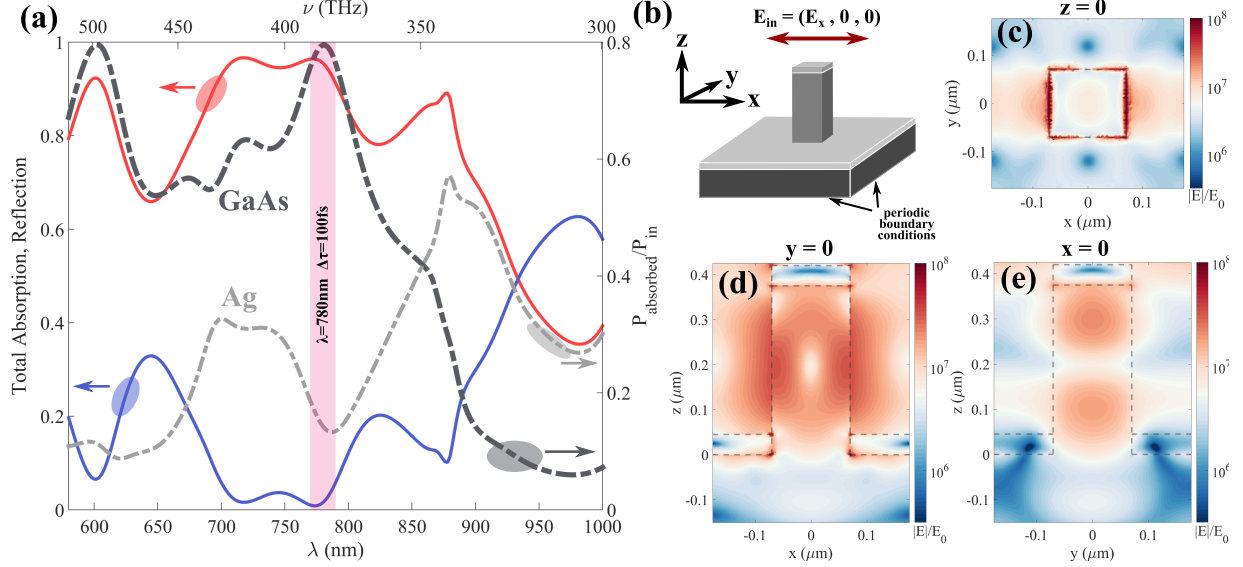 (a)
ν (THz)
500 450 400 350 300
1
0.8
0.6
0.4
0.2
0
Total Absorption, Reflection
0.8
0.6
0.4
0.2
0
P_absorbed/P_in
GaAs
Ag
λ=780nm Δτ=100fs
600 650 700 750 800 850 900 950 1000
λ (nm)
(b)
E_in = (E_x , 0 , 0)
z
y
x
periodic
boundary
conditions
(c)
z = 0
0.1
0
-0.1
y (μm)
-0.1 0 0.1
x (μm)
10^8
10^7
10^6
|E|/E_0
(d)
y = 0
0.4
0.3
0.2
0.1
0
-0.1
z (μm)
-0.1 0 0.1
x (μm)
10^8
10^7
10^6
|E|/E_0
(e)
x = 0
0.4
0.3
0.2
0.1
0
-0.1
z (μm)
-0.1 0 0.1
y (μm)
10^8
10^7
10^6
|E|/E_0